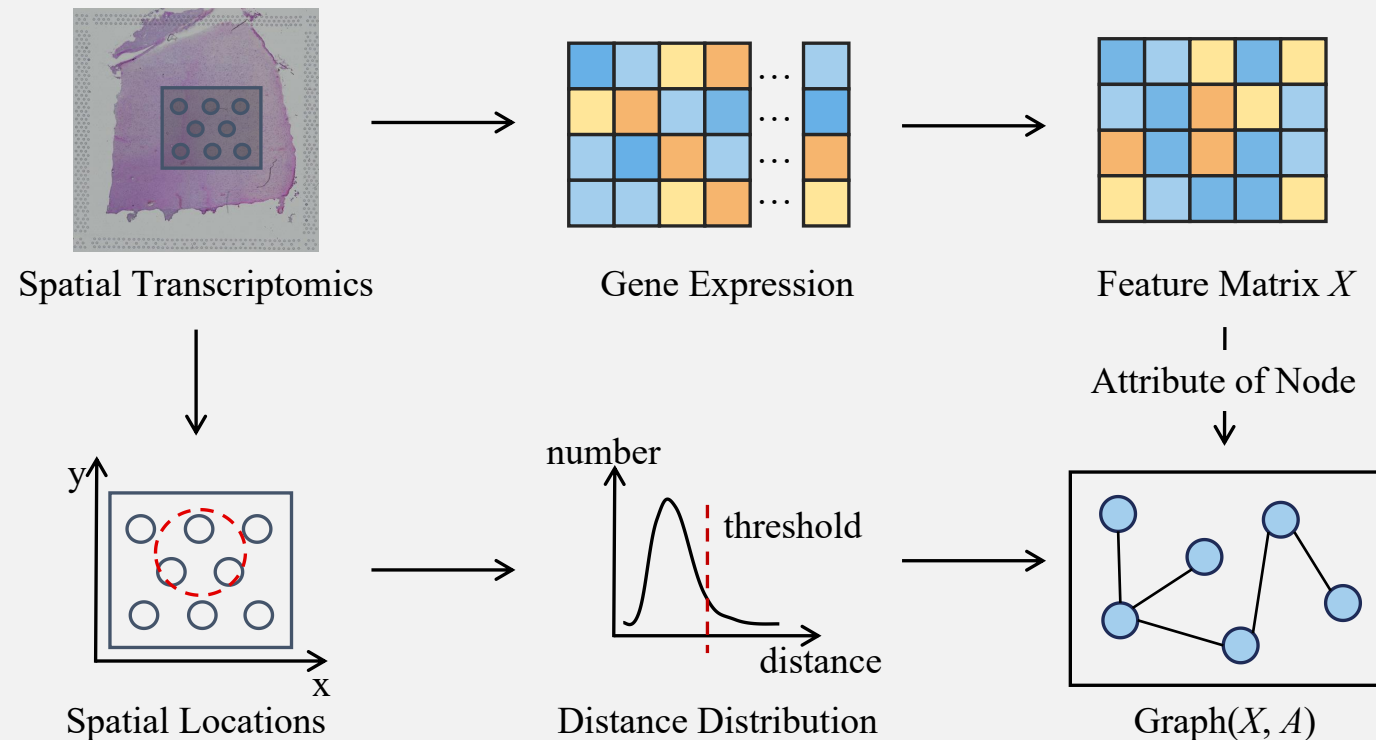 Spatial Transcriptomics
Gene Expression
Feature Matrix X
Attribute of Node
y
x
Spatial Locations
number
threshold
distance
Distance Distribution
Graph(X, A)